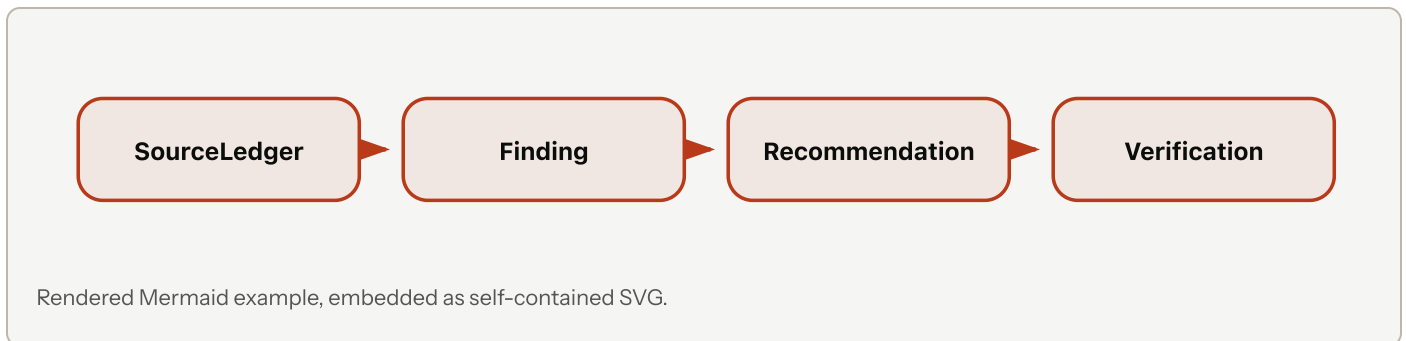 SourceLedger
Finding
Recommendation
Verification
Rendered Mermaid example, embedded as self-contained SVG.